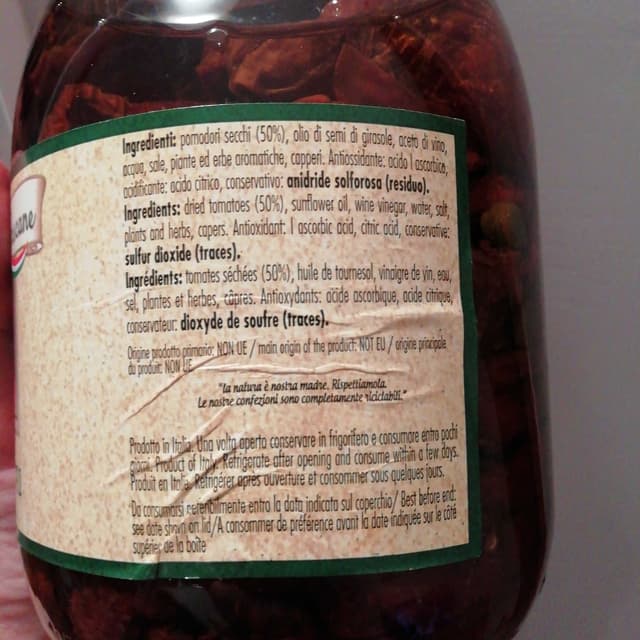 Ingredienti: pomodori secchi (50%), olio di semi di girasole, aceto di vino,
acqua, sale, piante ed erbe aromatiche, capperi. Antiossidante: acido l ascorbico,
acidificante: acido citrico, conservativo: anidride solforosa (residuo).
Ingredients: dried tomatoes (50%), sunflower oil, wine vinegar, water, salt,
plants and herbs, capers. Antioxidant: l ascorbic acid, citric acid, conservative:
sulfur dioxide (traces).
Ingrédients: tomates séchées (50%), huile de tournesol, vinaigre de vin, eau,
sel, plantes et herbes, câpres. Antioxydants: acide ascorbique, acide citrique,
conservateur: dioxyde de soufre (traces).
Origine prodotto primario: NON UE / main origin of the product: NOT EU / origine principale
du produit: NON UE
"la natura è nostra madre. Rispettiamola.
Le nostre confezioni sono completamente riciclabili."
Prodotto in Italia. Una volta aperto conservare in frigorifero e consumare entro pochi
giorni. Product of Italy. Refrigerate after opening and consume within a few days.
Produit en Italie. Réfrigérer après ouverture et consommer sous quelques jours.
Da consumarsi preferibilmente entro la data indicata sul coperchio/ Best before end:
see date shown on lid/A consommer de préférence avant la date indiquée sur le côté
supérieur de la boîte